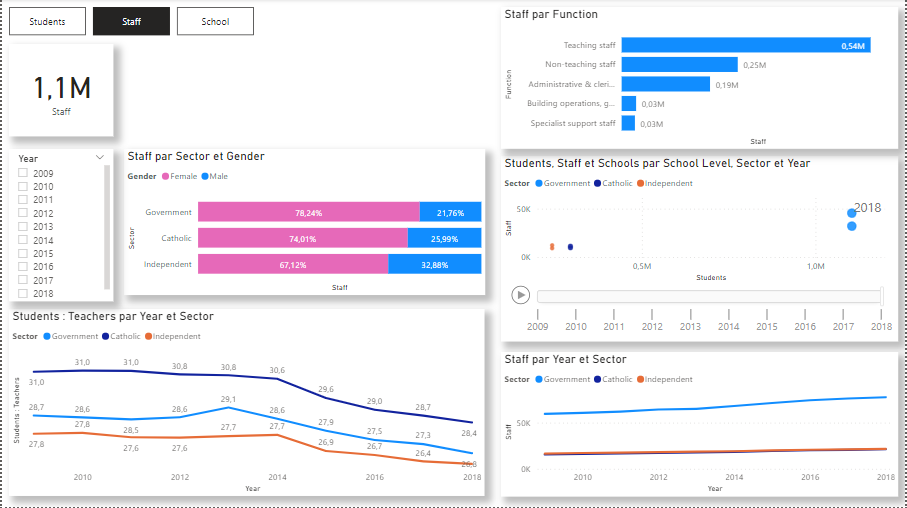 Students
Staff
School
1,1M
Staff
Year
2009
2010
2011
2012
2013
2014
2015
2016
2017
2018
Staff par Sector et Gender
Gender Female Male
Sector
Government 78,24% 21,76%
Catholic 74,01% 25,99%
Independent 67,12% 32,88%
Staff
Students : Teachers par Year et Sector
Sector Government Catholic Independent
Students : Teachers
31,0 31,0 31,0 30,8 30,8 30,6 29,6 29,0 28,7 28,4
28,7 28,6 28,5 28,6 29,1 28,6 27,9 27,5 27,3
27,8 27,8 27,6 27,6 27,7 27,7 26,9 26,7 26,4
2010 2012 2014 2016 2018
Year
Staff par Function
Function
Teaching staff 0,54M
Non-teaching staff 0,25M
Administrative & cleri... 0,19M
Building operations, g... 0,03M
Specialist support staff 0,03M
Staff
Students, Staff et Schools par School Level, Sector et Year
Sector Government Catholic Independent
Staff
2018
50K
0K
0,5M 1,0M
Students
2009 2010 2011 2012 2013 2014 2015 2016 2017 2018
Staff par Year et Sector
Sector Government Catholic Independent
Staff
50K
0K
2010 2012 2014 2016 2018
Year